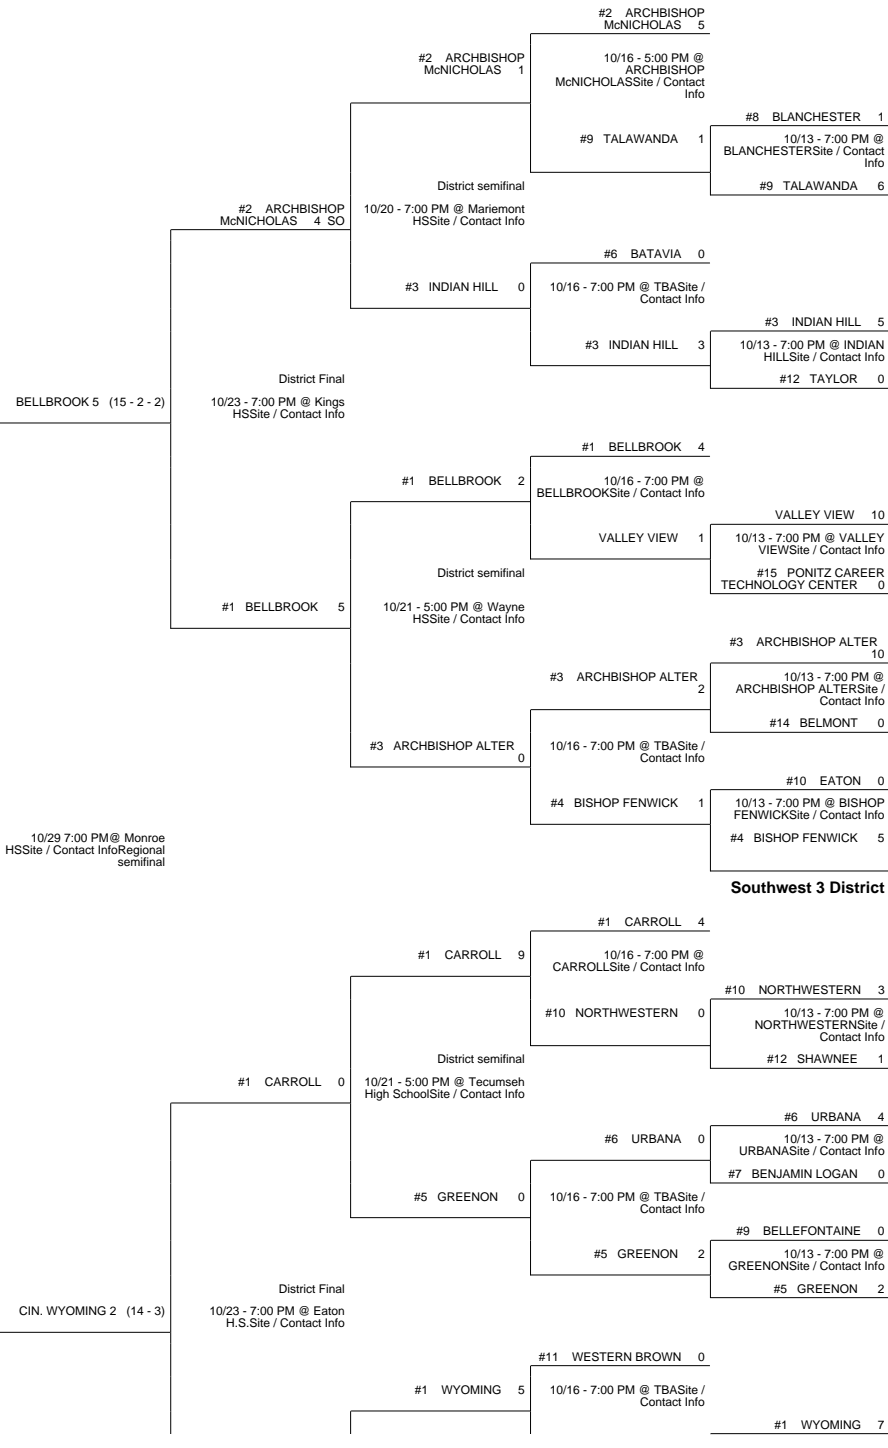 #2 ARCHBISHOP
McNICHOLAS 5
#2 ARCHBISHOP
McNICHOLAS 1
10/16 - 5:00 PM @
ARCHBISHOP
McNICHOLASSite / Contact
Info
#8 BLANCHESTER 1
#9 TALAWANDA 1
10/13 - 7:00 PM @
BLANCHESTERSite / Contact
Info
District semifinal
#9 TALAWANDA 6
#2 ARCHBISHOP
McNICHOLAS 4 SO
10/20 - 7:00 PM @ Mariemont
HSSite / Contact Info
#6 BATAVIA 0
#3 INDIAN HILL 0
10/16 - 7:00 PM @ TBASite /
Contact Info
#3 INDIAN HILL 5
#3 INDIAN HILL 3
10/13 - 7:00 PM @ INDIAN
HILLSite / Contact Info
District Final
#12 TAYLOR 0
BELLBROOK 5 (15 - 2 - 2)
10/23 - 7:00 PM @ Kings
HSSite / Contact Info
#1 BELLBROOK 4
#1 BELLBROOK 2
10/16 - 7:00 PM @
BELLBROOKSite / Contact Info
VALLEY VIEW 10
VALLEY VIEW 1
10/13 - 7:00 PM @ VALLEY
VIEWSite / Contact Info
District semifinal
#15 PONITZ CAREER
TECHNOLOGY CENTER 0
#1 BELLBROOK 5
10/21 - 5:00 PM @ Wayne
HSSite / Contact Info
#3 ARCHBISHOP ALTER
10
#3 ARCHBISHOP ALTER
2
10/13 - 7:00 PM @
ARCHBISHOP ALTERSite /
Contact Info
#14 BELMONT 0
#3 ARCHBISHOP ALTER
0
10/16 - 7:00 PM @ TBASite /
Contact Info
#10 EATON 0
#4 BISHOP FENWICK 1
10/13 - 7:00 PM @ BISHOP
FENWICKSite / Contact Info
#4 BISHOP FENWICK 5
10/29 7:00 PM@ Monroe
HSSite / Contact InfoRegional
semifinal
Southwest 3 District
#1 CARROLL 4
#1 CARROLL 9
10/16 - 7:00 PM @
CARROLLSite / Contact Info
#10 NORTHWESTERN 3
#10 NORTHWESTERN 0
10/13 - 7:00 PM @
NORTHWESTERNSite /
Contact Info
District semifinal
#12 SHAWNEE 1
#1 CARROLL 0
10/21 - 5:00 PM @ Tecumseh
High SchoolSite / Contact Info
#6 URBANA 4
#6 URBANA 0
10/13 - 7:00 PM @
URBANASite / Contact Info
#7 BENJAMIN LOGAN 0
#5 GREENON 0
10/16 - 7:00 PM @ TBASite /
Contact Info
#9 BELLEFONTAINE 0
#5 GREENON 2
10/13 - 7:00 PM @
GREENONSite / Contact Info
District Final
#5 GREENON 2
CIN. WYOMING 2 (14 - 3)
10/23 - 7:00 PM @ Eaton
H.S.Site / Contact Info
#11 WESTERN BROWN 0
#1 WYOMING 5
10/16 - 7:00 PM @ TBASite /
Contact Info
#1 WYOMING 7